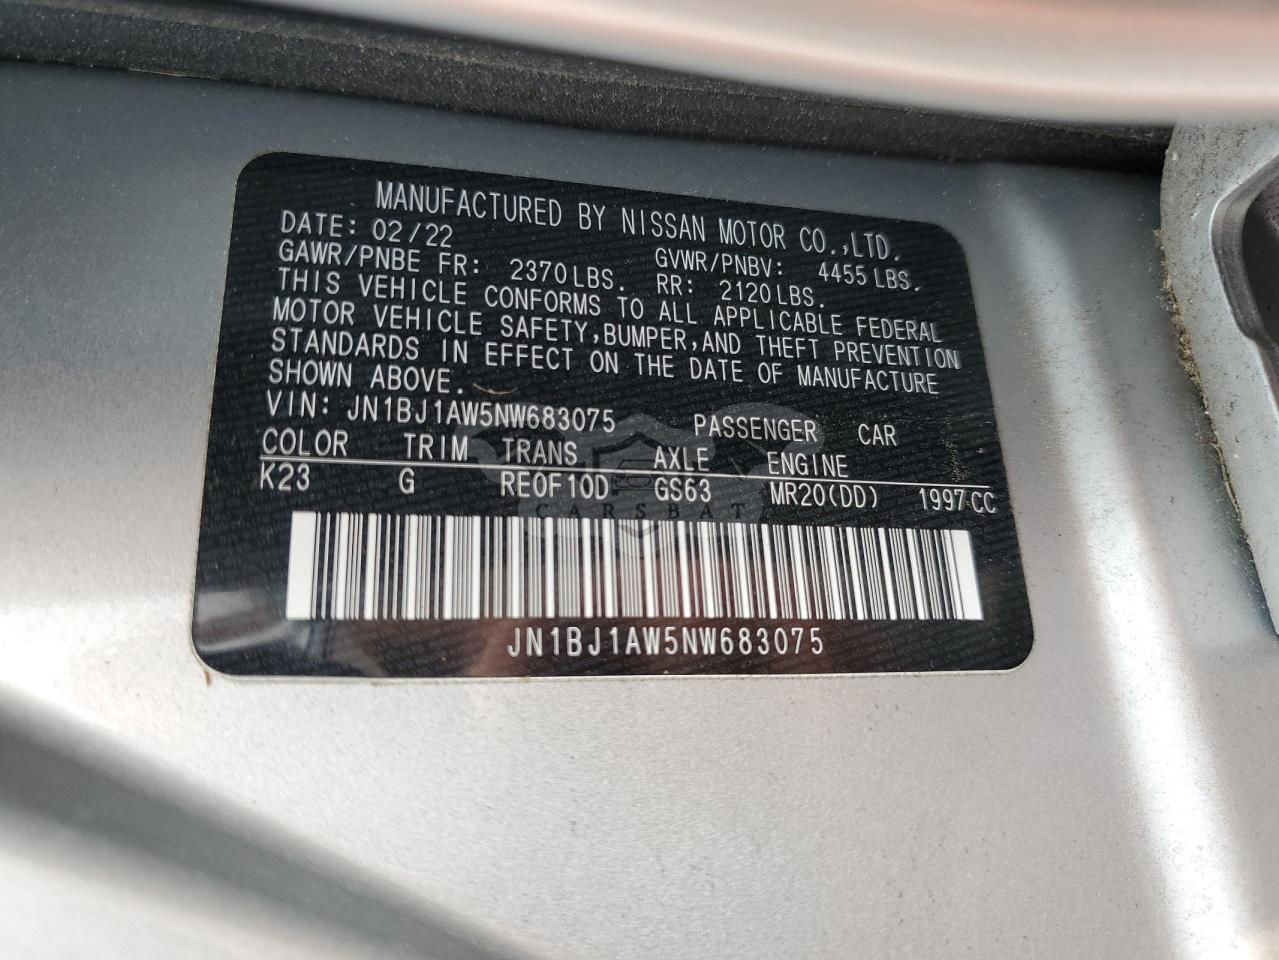 MANUFACTURED BY NISSAN MOTOR CO.,LTD.
DATE: 02/22
GAWR/PNBE FR: 2370LBS. GVWR/PNBV: 4455 LBS.
RR: 2120LBS.
THIS VEHICLE CONFORMS TO ALL APPLICABLE FEDERAL
MOTOR VEHICLE SAFETY,BUMPER,AND THEFT PREVENTION
STANDARDS IN EFFECT ON THE DATE OF MANUFACTURE
SHOWN ABOVE.
VIN: JN1BJ1AW5NW683075 PASSENGER CAR
COLOR TRIM TRANS AXLE ENGINE
K23 G RE0F10D GS63 MR20(DD) 1997CC
CARSBAT
JN1BJ1AW5NW683075